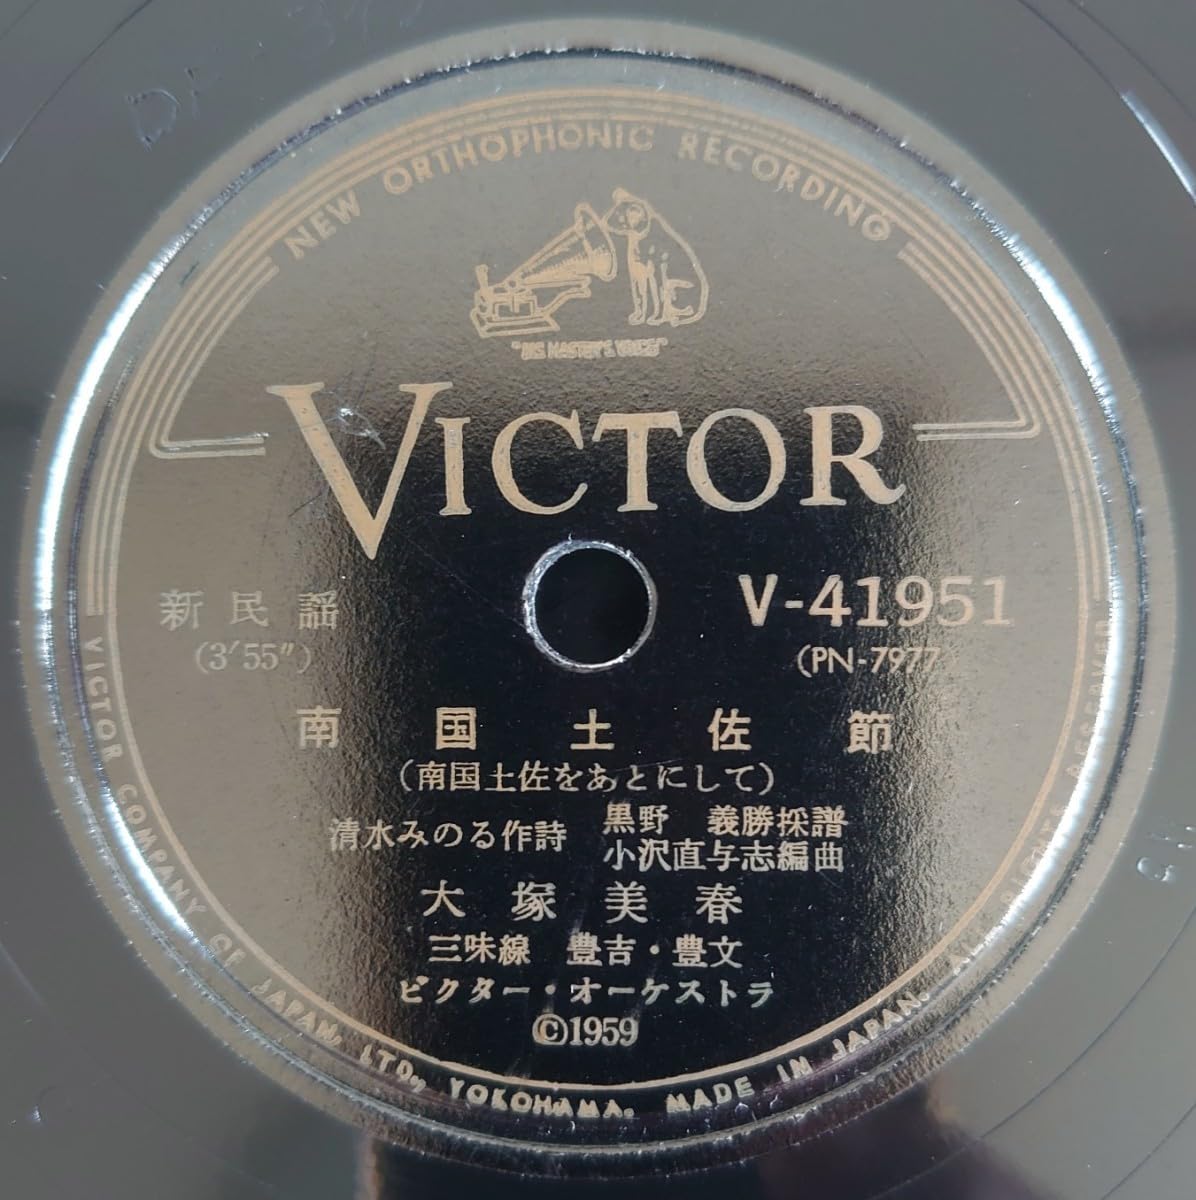 NEW ORTHOPHONIC RECORDING
"HIS MASTER'S VOICE"
VICTOR
新民謡
(3′55″)
V-41951
(PN-7977)
南国土佐節
(南国土佐をあとにして)
清水みのる作詩
黒野 義勝採譜
小沢直与志編曲
大塚美春
三味線 豊吉・豊文
ビクター・オーケストラ
©1959
VICTOR COMPANY OF JAPAN, LTD., YOKOHAMA. MADE IN JAPAN. ALL RIGHTS RESERVED